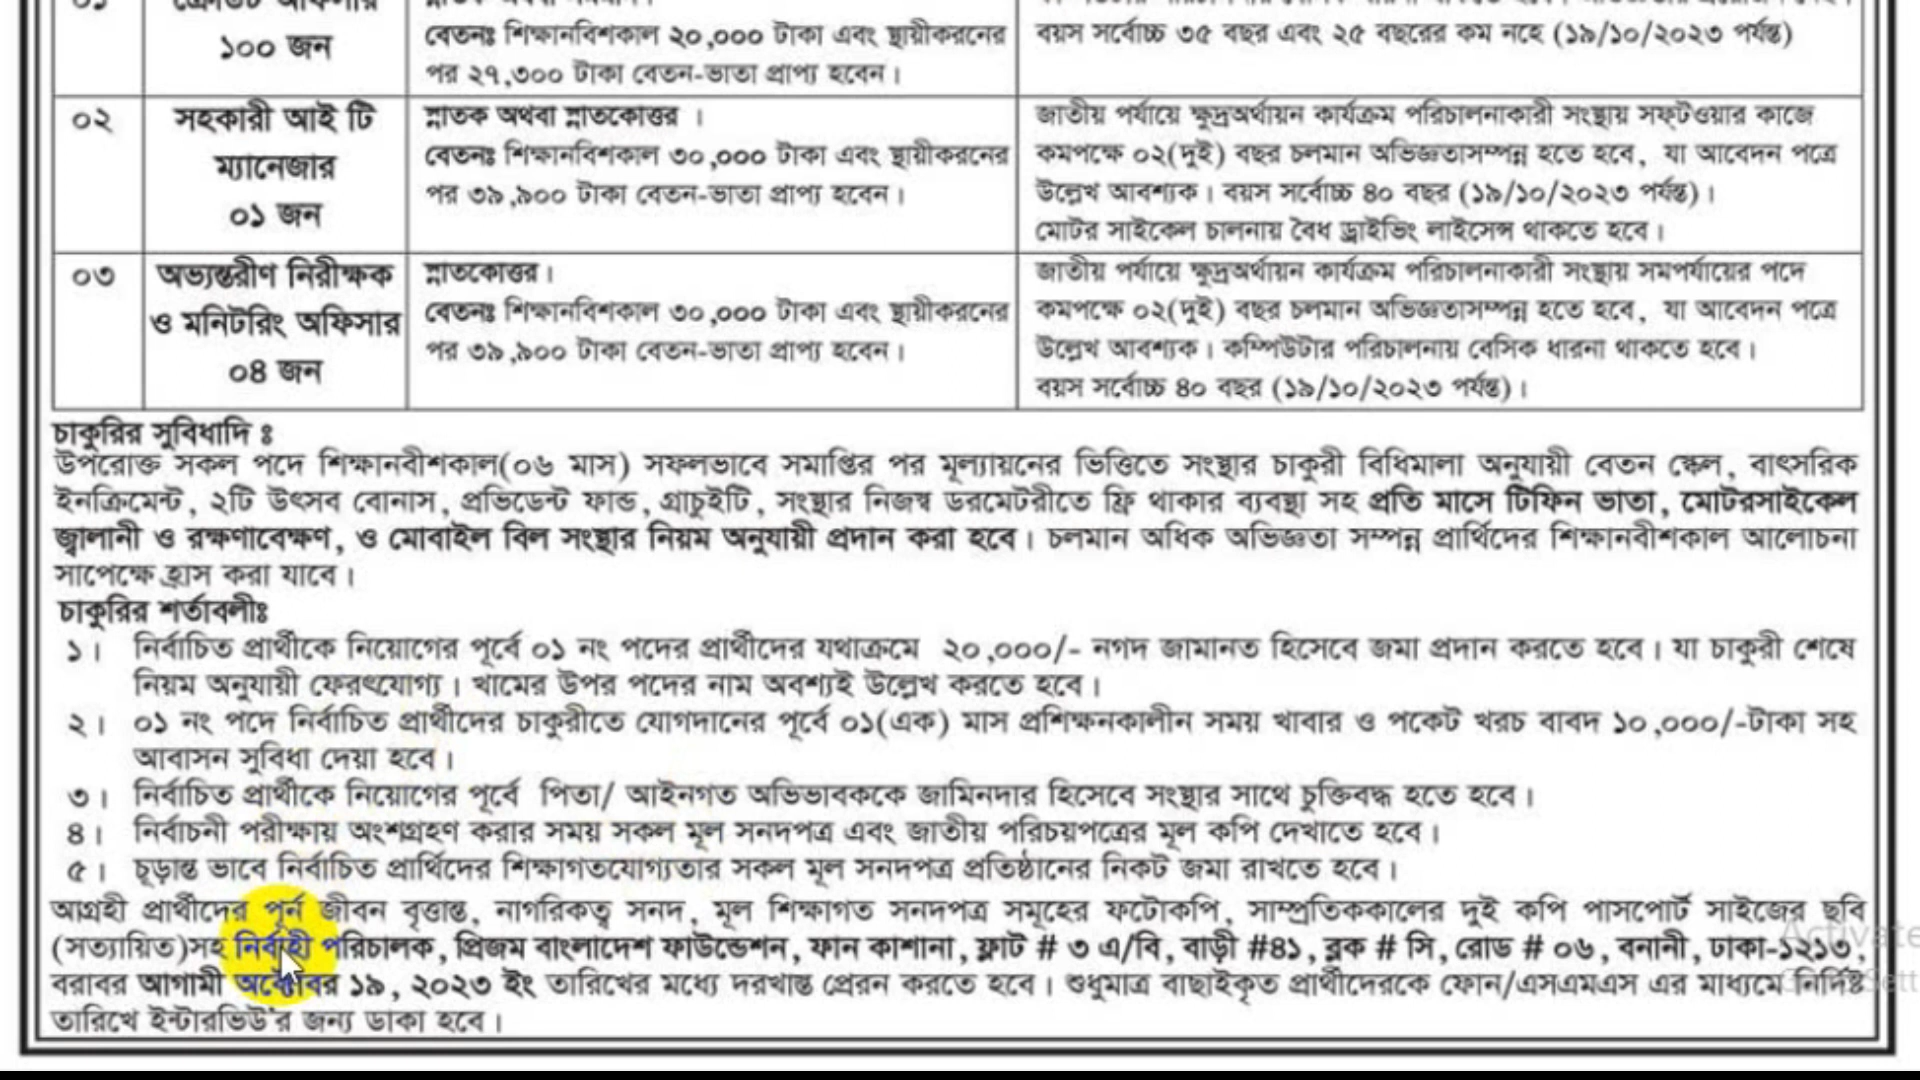 ০১
ক্রেডিট অফিসার
১০০ জন
বেতনঃ শিক্ষানবিশকাল ২০,০০০ টাকা এবং স্থায়ীকরনের
পর ২৭,৩০০ টাকা বেতন-ভাতা প্রাপ্য হবেন।
বয়স সর্বোচ্চ ৩৫ বছর এবং ২৫ বছরের কম নহে (১৯/১০/২০২৩ পর্যন্ত)
০২
সহকারী আই টি
ম্যানেজার
০১ জন
স্নাতক অথবা স্নাতকোত্তর ।
বেতনঃ শিক্ষানবিশকাল ৩০,০০০ টাকা এবং স্থায়ীকরনের
পর ৩৯,৯০০ টাকা বেতন-ভাতা প্রাপ্য হবেন।
জাতীয় পর্যায়ে ক্ষুদ্রঅর্থায়ন কার্যক্রম পরিচালনাকারী সংস্থায় সফ্টওয়ার কাজে
কমপক্ষে ০২(দুই) বছর চলমান অভিজ্ঞতাসম্পন্ন হতে হবে, যা আবেদন পত্রে
উল্লেখ আবশ্যক। বয়স সর্বোচ্চ ৪০ বছর (১৯/১০/২০২৩ পর্যন্ত)।
মোটর সাইকেল চালনায় বৈধ ড্রাইভিং লাইসেন্স থাকতে হবে।
০৩
অভ্যন্তরীণ নিরীক্ষক
ও মনিটরিং অফিসার
০৪ জন
স্নাতকোত্তর।
বেতনঃ শিক্ষানবিশকাল ৩০,০০০ টাকা এবং স্থায়ীকরনের
পর ৩৯,৯০০ টাকা বেতন-ভাতা প্রাপ্য হবেন।
জাতীয় পর্যায়ে ক্ষুদ্রঅর্থায়ন কার্যক্রম পরিচালনাকারী সংস্থায় সমপর্যায়ের পদে
কমপক্ষে ০২(দুই) বছর চলমান অভিজ্ঞতাসম্পন্ন হতে হবে, যা আবেদন পত্রে
উল্লেখ আবশ্যক। কম্পিউটার পরিচালনায় বেসিক ধারনা থাকতে হবে।
বয়স সর্বোচ্চ ৪০ বছর (১৯/১০/২০২৩ পর্যন্ত)।
চাকুরির সুবিধাদি ঃ
উপরোক্ত সকল পদে শিক্ষানবীশকাল(০৬ মাস) সফলভাবে সমাপ্তির পর মূল্যায়নের ভিত্তিতে সংস্থার চাকুরী বিধিমালা অনুযায়ী বেতন স্কেল, বাৎসরিক
ইনক্রিমেন্ট, ২টি উৎসব বোনাস, প্রভিডেন্ট ফান্ড, গ্রাচুইটি, সংস্থার নিজস্ব ডরমেটরীতে ফ্রি থাকার ব্যবস্থা সহ প্রতি মাসে টিফিন ভাতা, মোটরসাইকেল
জ্বালানী ও রক্ষণাবেক্ষণ, ও মোবাইল বিল সংস্থার নিয়ম অনুযায়ী প্রদান করা হবে। চলমান অধিক অভিজ্ঞতা সম্পন্ন প্রার্থিদের শিক্ষানবীশকাল আলোচনা
সাপেক্ষে হ্রাস করা যাবে।
চাকুরির শর্তাবলীঃ
১। নির্বাচিত প্রার্থীকে নিয়োগের পূর্বে ০১ নং পদের প্রার্থীদের যথাক্রমে ২০,০০০/- নগদ জামানত হিসেবে জমা প্রদান করতে হবে। যা চাকুরী শেষে
নিয়ম অনুযায়ী ফেরৎযোগ্য। খামের উপর পদের নাম অবশ্যই উল্লেখ করতে হবে।
২। ০১ নং পদে নির্বাচিত প্রার্থীদের চাকুরীতে যোগদানের পূর্বে ০১(এক) মাস প্রশিক্ষনকালীন সময় খাবার ও পকেট খরচ বাবদ ১০,০০০/-টাকা সহ
আবাসন সুবিধা দেয়া হবে।
৩। নির্বাচিত প্রার্থীকে নিয়োগের পূর্বে পিতা/ আইনগত অভিভাবককে জামিনদার হিসেবে সংস্থার সাথে চুক্তিবদ্ধ হতে হবে।
৪। নির্বাচনী পরীক্ষায় অংশগ্রহণ করার সময় সকল মূল সনদপত্র এবং জাতীয় পরিচয়পত্রের মূল কপি দেখাতে হবে।
৫। চূড়ান্ত ভাবে নির্বাচিত প্রার্থিদের শিক্ষাগতযোগ্যতার সকল মূল সনদপত্র প্রতিষ্ঠানের নিকট জমা রাখতে হবে।
আগ্রহী প্রার্থীদের পূর্ন জীবন বৃত্তান্ত, নাগরিকত্ব সনদ, মূল শিক্ষাগত সনদপত্র সমূহের ফটোকপি, সাম্প্রতিককালের দুই কপি পাসপোর্ট সাইজের ছবি
(সত্যায়িত)সহ নির্বাহী পরিচালক, প্রিজম বাংলাদেশ ফাউন্ডেশন, ফান কাশানা, ফ্লাট # ৩ এ/বি, বাড়ী #৪১, ব্লক # সি, রোড # ০৬, বনানী, ঢাকা-১২১৩,
বরাবর আগামী অক্টোবর ১৯, ২০২৩ ইং তারিখের মধ্যে দরখাস্ত প্রেরন করতে হবে। শুধুমাত্র বাছাইকৃত প্রার্থীদেরকে ফোন/এসএমএস এর মাধ্যমে নির্দিষ্ট
তারিখে ইন্টারভিউ'র জন্য ডাকা হবে।